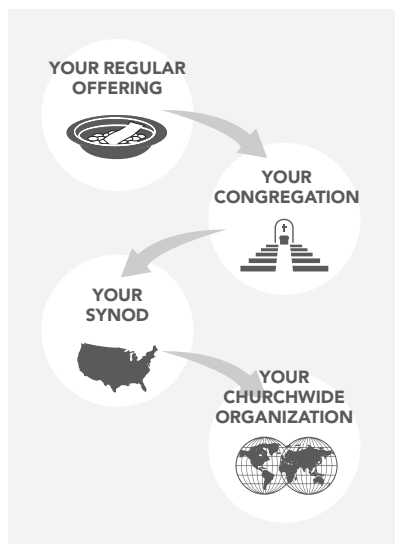 YOUR REGULAR
OFFERING
YOUR
CONGREGATION
YOUR
SYNOD
YOUR
CHURCHWIDE
ORGANIZATION